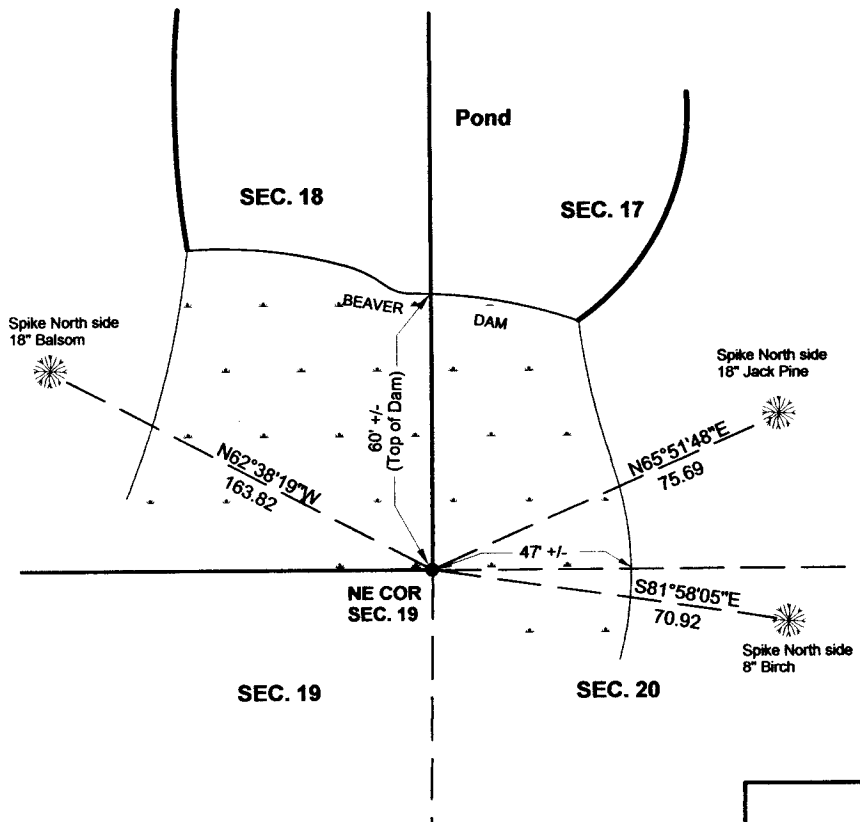 Pond
SEC. 18
SEC. 17
BEAVER
DAM
Spike North side
18" Balsom
Spike North side
18" Jack Pine
60' +/-
(Top of Dam)
N62°38'19"W
163.82
N65°51'48"E
75.69
47' +/-
S81°58'05"E
70.92
NE COR
SEC. 19
Spike North side
8" Birch
SEC. 19
SEC. 20